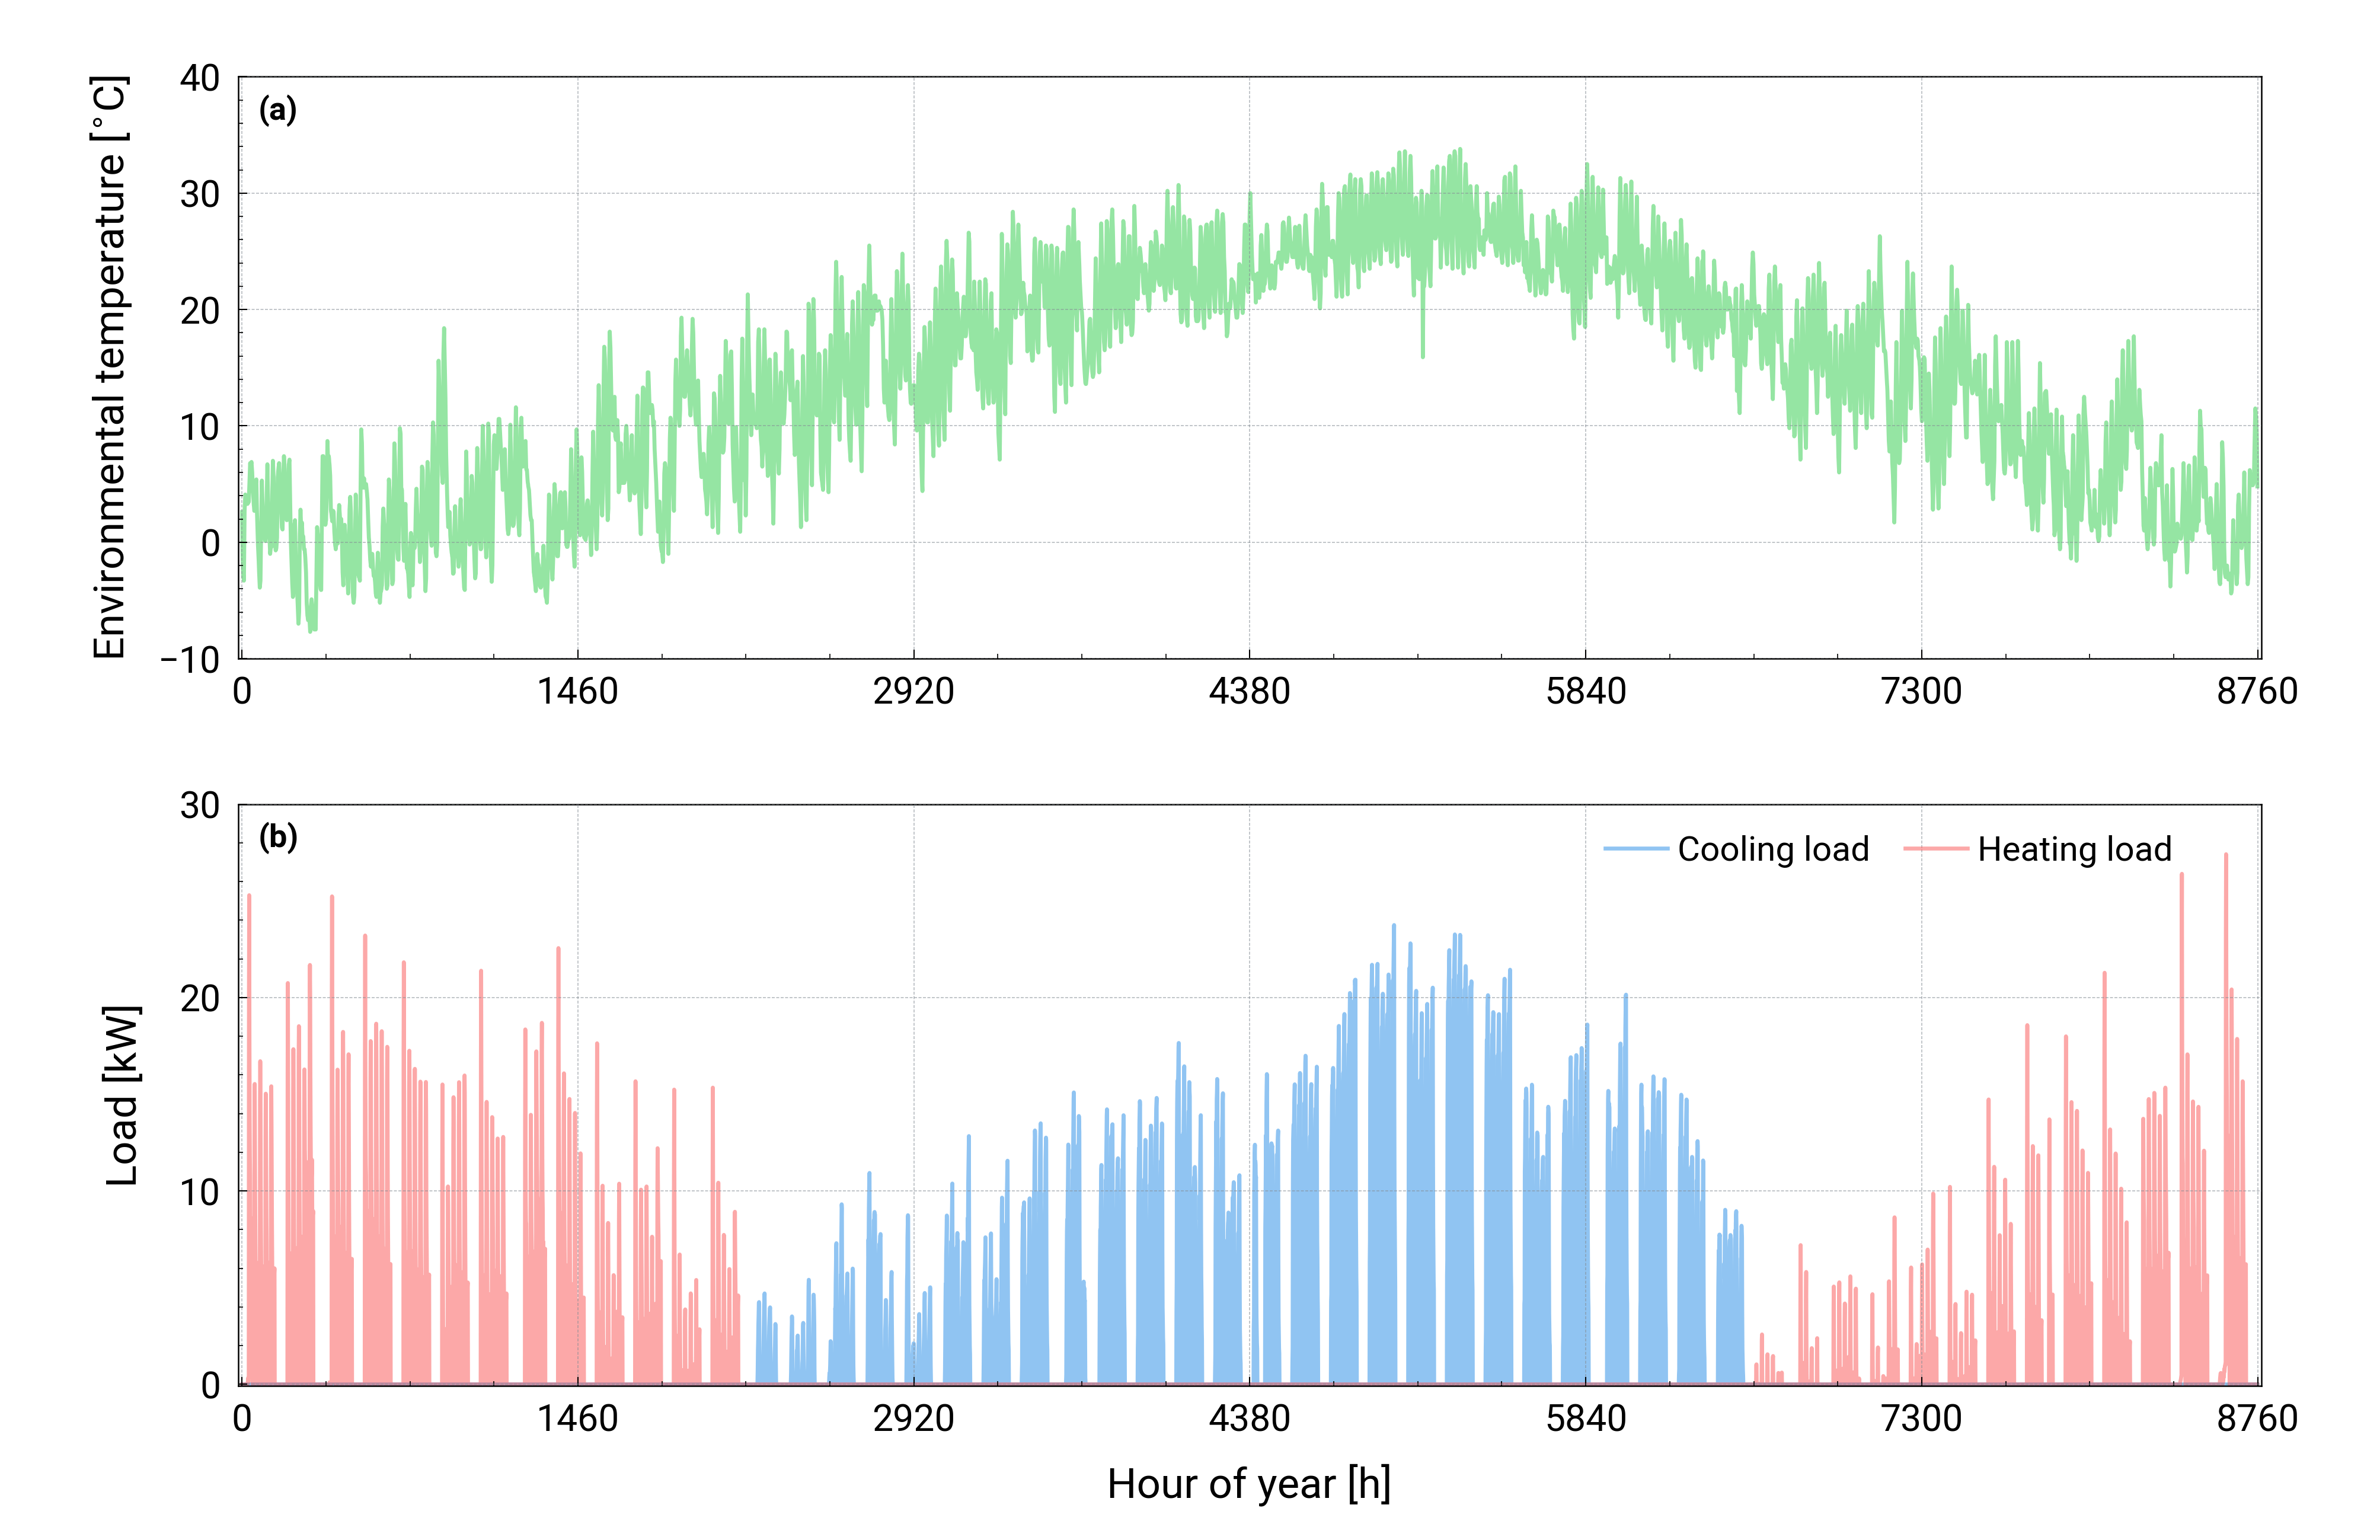 Environmental temperature [°C]
(a)
40
30
20
10
0
−10
0 1460 2920 4380 5840 7300 8760
Load [kW]
(b)
Cooling load Heating load
30
20
10
0
0 1460 2920 4380 5840 7300 8760
Hour of year [h]